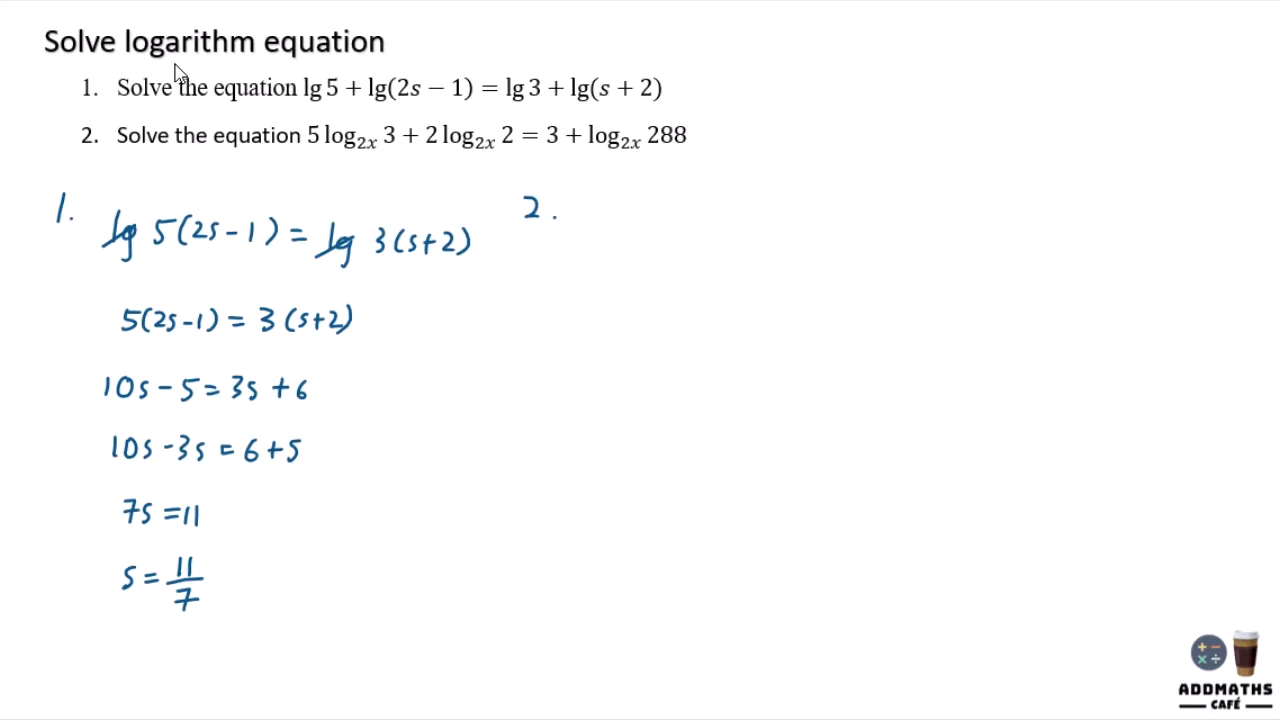 Solve logarithm equation
1. Solve the equation lg 5 + lg(2s − 1) = lg 3 + lg(s + 2)
2. Solve the equation 5 log₂ₓ 3 + 2 log₂ₓ 2 = 3 + log₂ₓ 288
1.
lg 5(2s-1) = lg 3(s+2)
5(2s-1) = 3(s+2)
10s - 5 = 3s + 6
10s - 3s = 6 + 5
7s = 11
s = 11/7
2.
ADDMATHS
CAFÉ